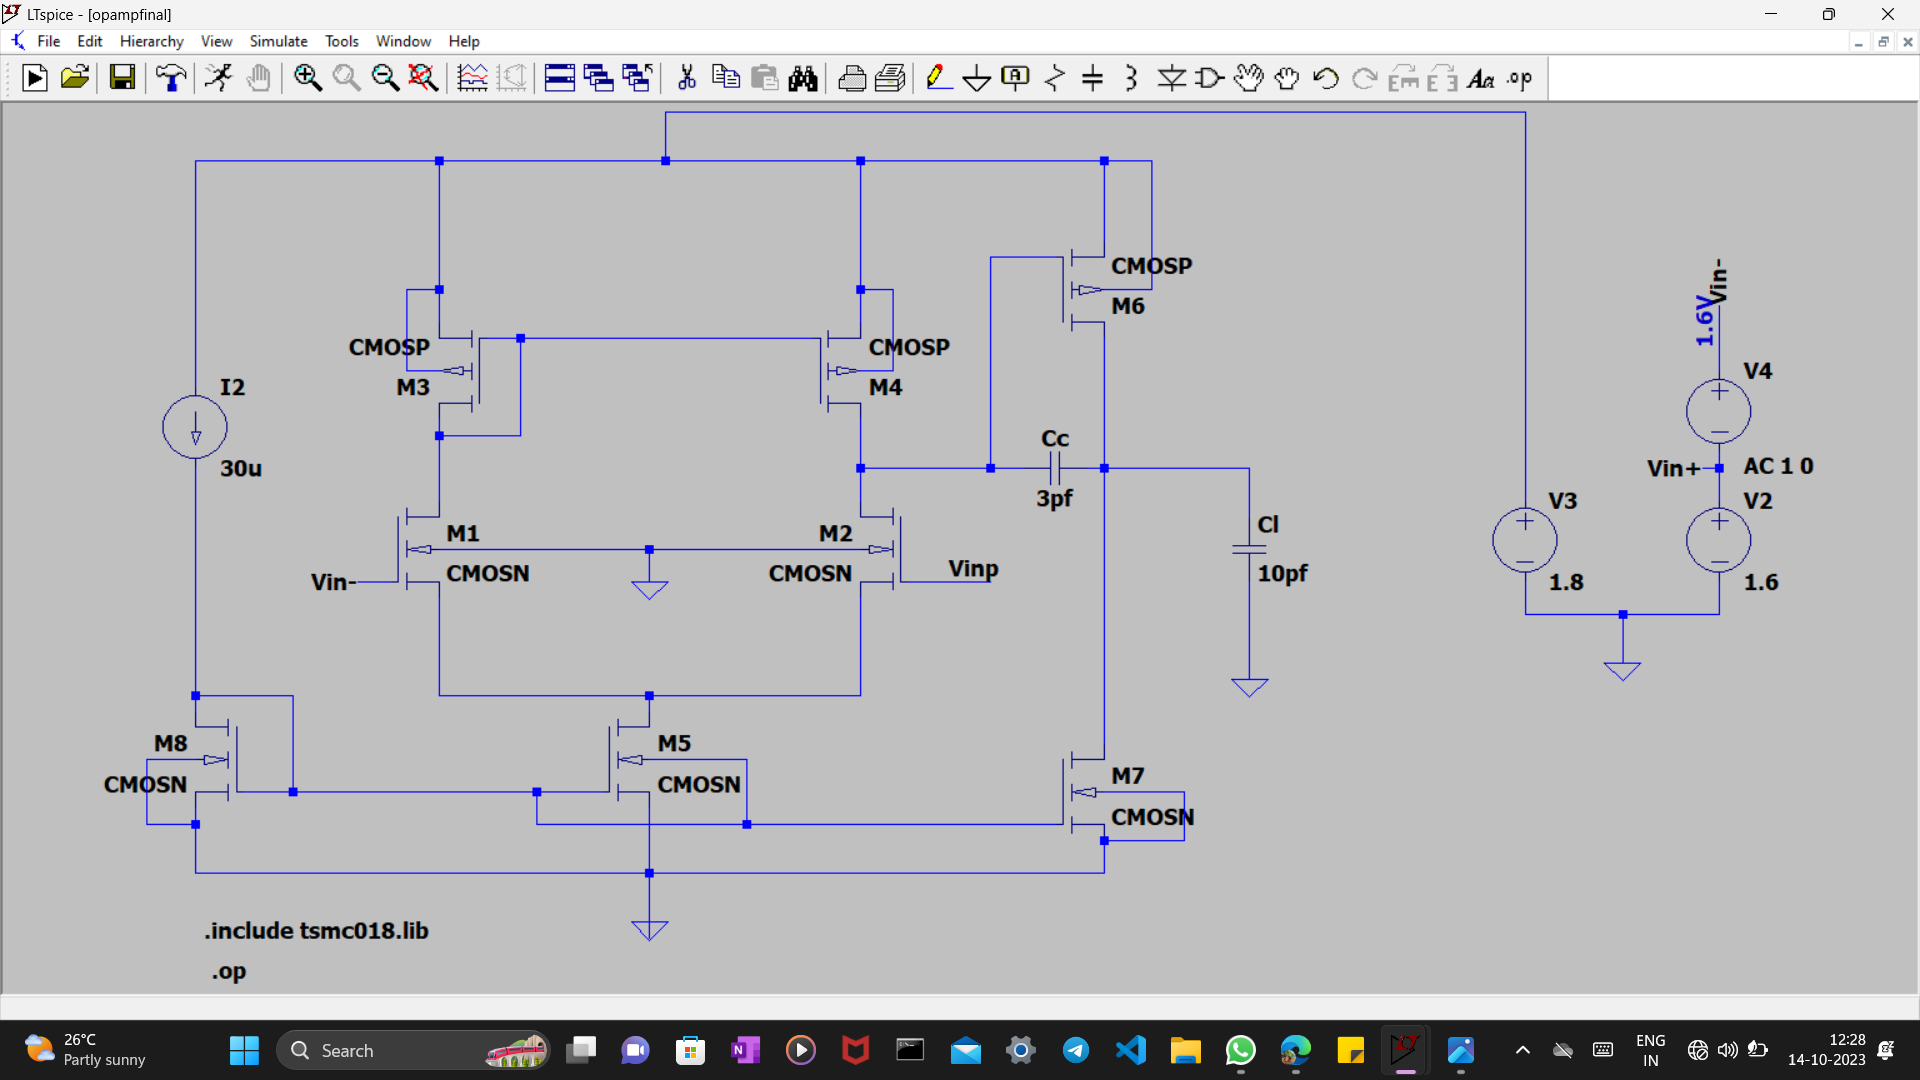 LTspice - [opampfinal]
File Edit Hierarchy View Simulate Tools Window Help
CMOSP
M6
CMOSP
M3
CMOSP
M4
I2
30u
Cc
3pf
M1
CMOSN
M2
CMOSN
Vin-
Vinp
Cl
10pf
Vin-
1.6V
V4
Vin+
AC 1 0
V3
1.8
V2
1.6
M8
CMOSN
M5
CMOSN
M7
CMOSN
.include tsmc018.lib
.op
26°C
Partly sunny
Search
ENG
IN
12:28
14-10-2023